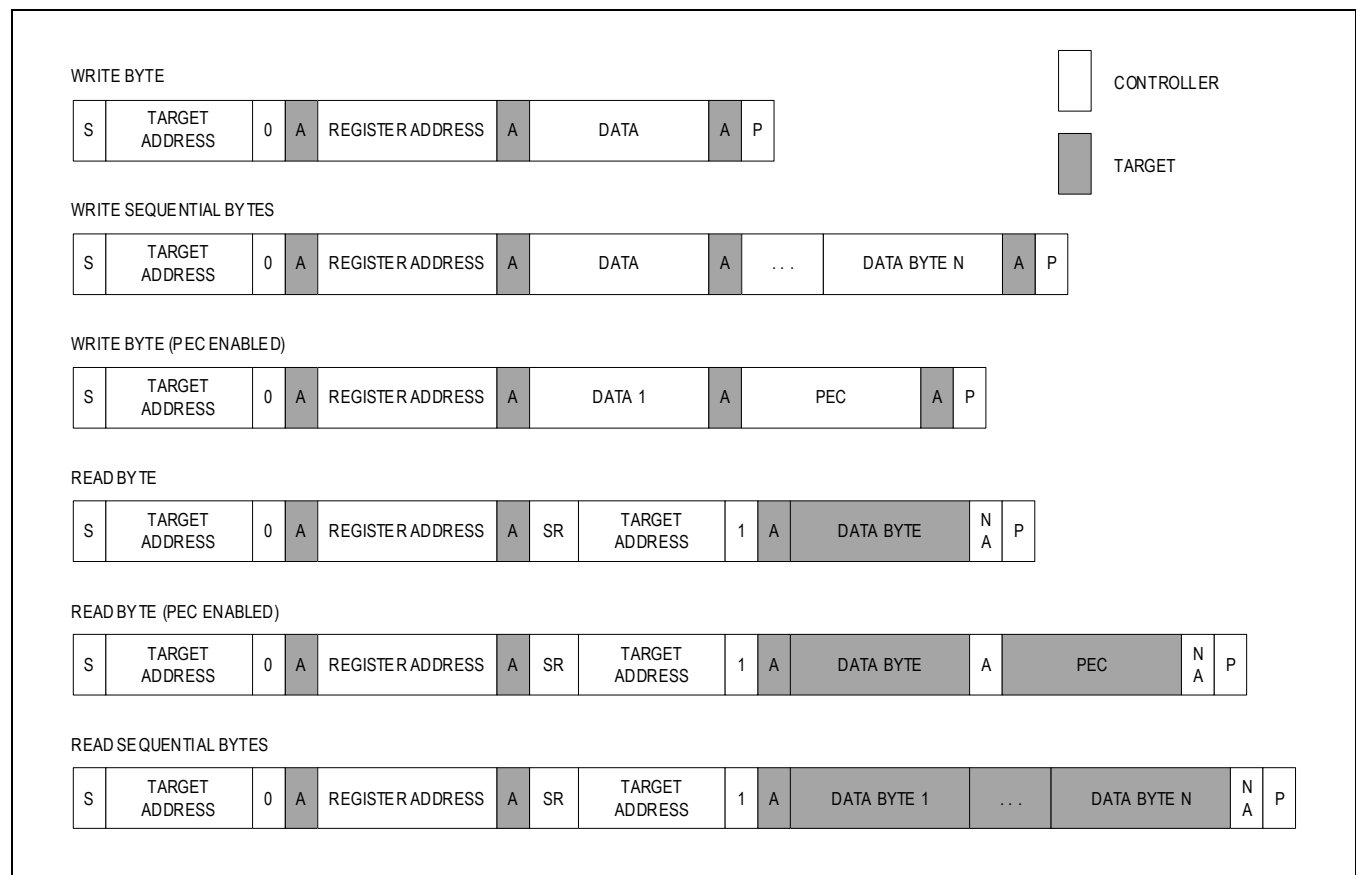 WRITE BYTE
CONTROLLER
S TARGET ADDRESS 0 A REGISTER ADDRESS A DATA A P
TARGET
WRITE SEQUENTIAL BYTES
S TARGET ADDRESS 0 A REGISTER ADDRESS A DATA A . . . DATA BYTE N A P
WRITE BYTE (PEC ENABLED)
S TARGET ADDRESS 0 A REGISTER ADDRESS A DATA 1 A PEC A P
READ BYTE
S TARGET ADDRESS 0 A REGISTER ADDRESS A SR TARGET ADDRESS 1 A DATA BYTE NA P
READ BYTE (PEC ENABLED)
S TARGET ADDRESS 0 A REGISTER ADDRESS A SR TARGET ADDRESS 1 A DATA BYTE A PEC NA P
READ SEQUENTIAL BYTES
S TARGET ADDRESS 0 A REGISTER ADDRESS A SR TARGET ADDRESS 1 A DATA BYTE 1 . . . DATA BYTE N NA P